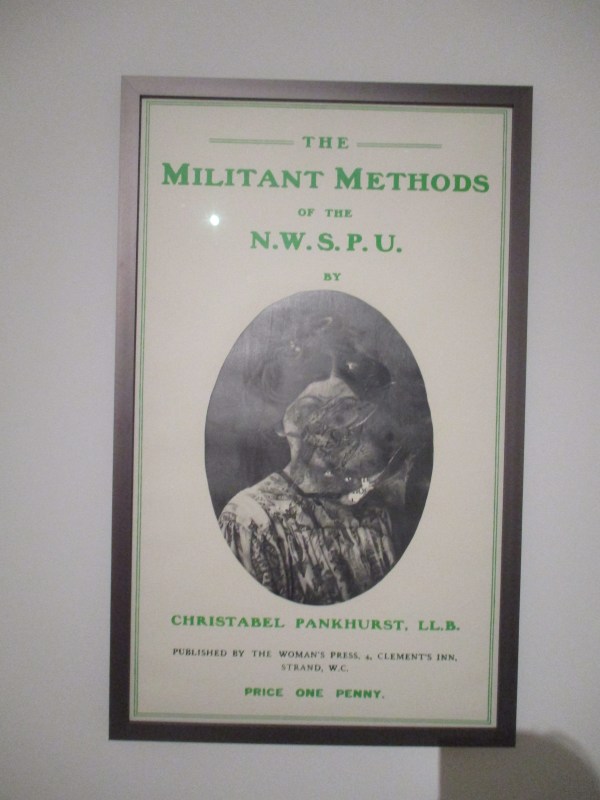 THE
MILITANT METHODS
OF THE
N.W.S.P.U.
BY
CHRISTABEL PANKHURST, LL.B.
PUBLISHED BY THE WOMAN'S PRESS, 4, CLEMENT'S INN,
STRAND, W.C.
PRICE ONE PENNY.